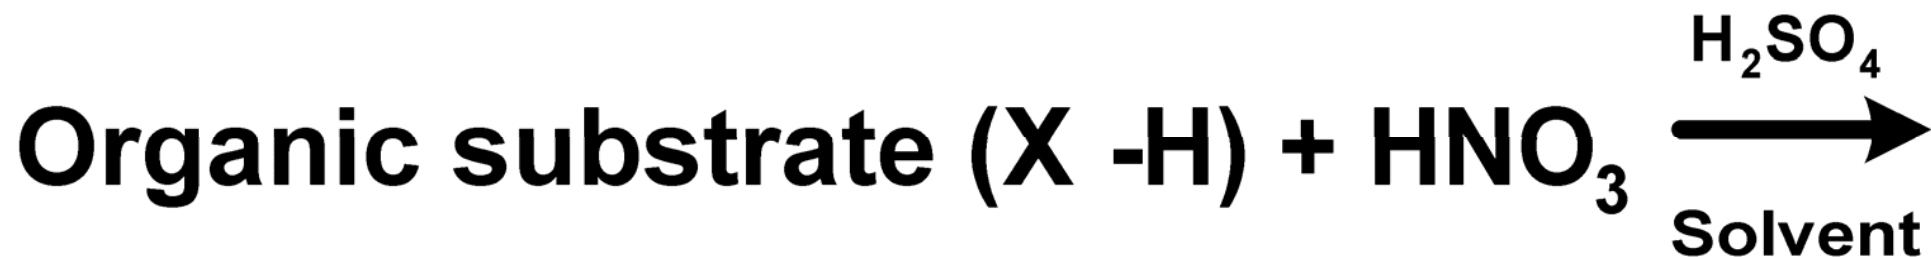 H₂SO₄
Organic substrate (X -H) + HNO₃
Solvent